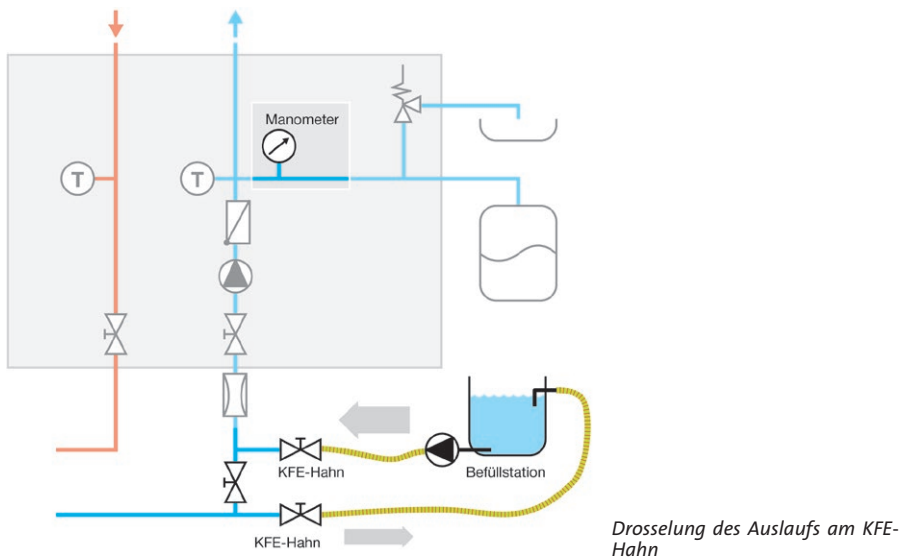 Manometer
T
T
KFE-Hahn
Befüllstation
KFE-Hahn
Drosselung des Auslaufs am KFE-
Hahn